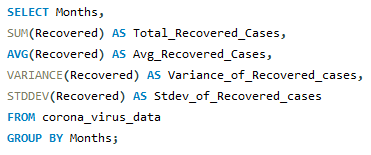 SELECT Months,
SUM(Recovered) AS Total_Recovered_Cases,
AVG(Recovered) AS Avg_Recovered_Cases,
VARIANCE(Recovered) AS Variance_of_Recovered_cases,
STDDEV(Recovered) AS Stdev_of_Recovered_cases
FROM corona_virus_data
GROUP BY Months;